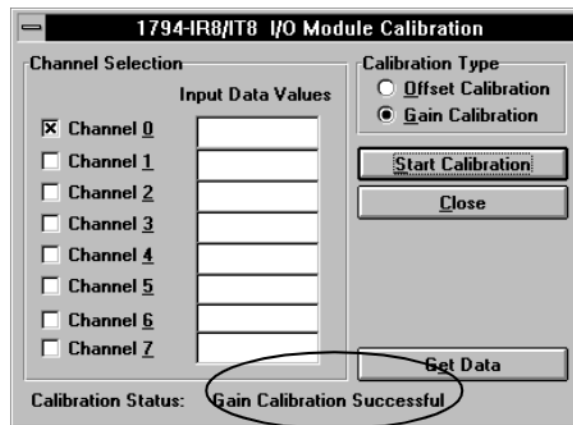 1794-IR8/IT8 I/O Module Calibration
Channel Selection
Input Data Values
Channel 0
Channel 1
Channel 2
Channel 3
Channel 4
Channel 5
Channel 6
Channel 7
Calibration Type
Offset Calibration
Gain Calibration
Start Calibration
Close
Get Data
Calibration Status: Gain Calibration Successful